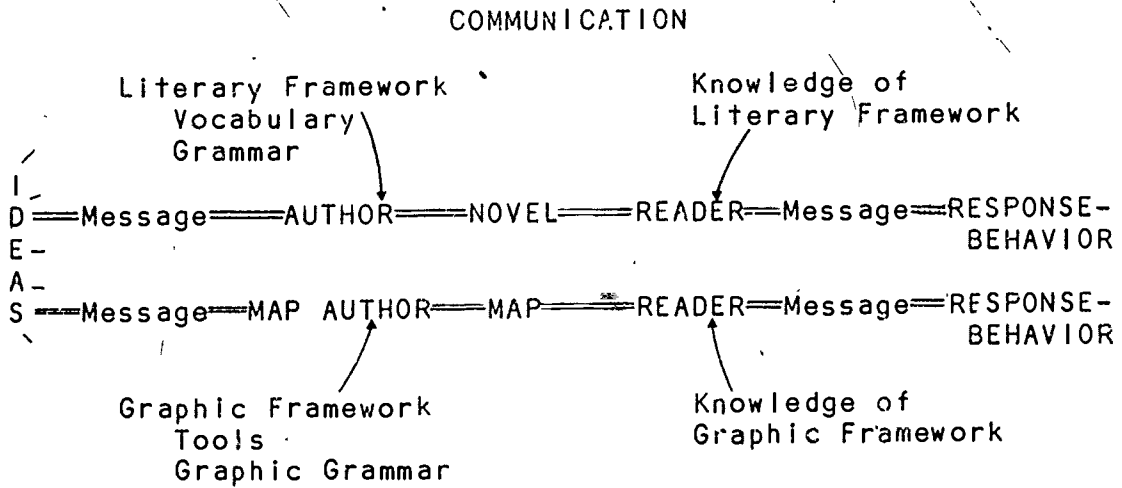 COMMUNICATION
Literary Framework
Vocabulary
Grammar
Knowledge of
Literary Framework
IDEAS
Message AUTHOR NOVEL READER Message RESPONSE-
BEHAVIOR
Message MAP AUTHOR MAP READER Message RESPONSE-
BEHAVIOR
Graphic Framework
Tools
Graphic Grammar
Knowledge of
Graphic Framework